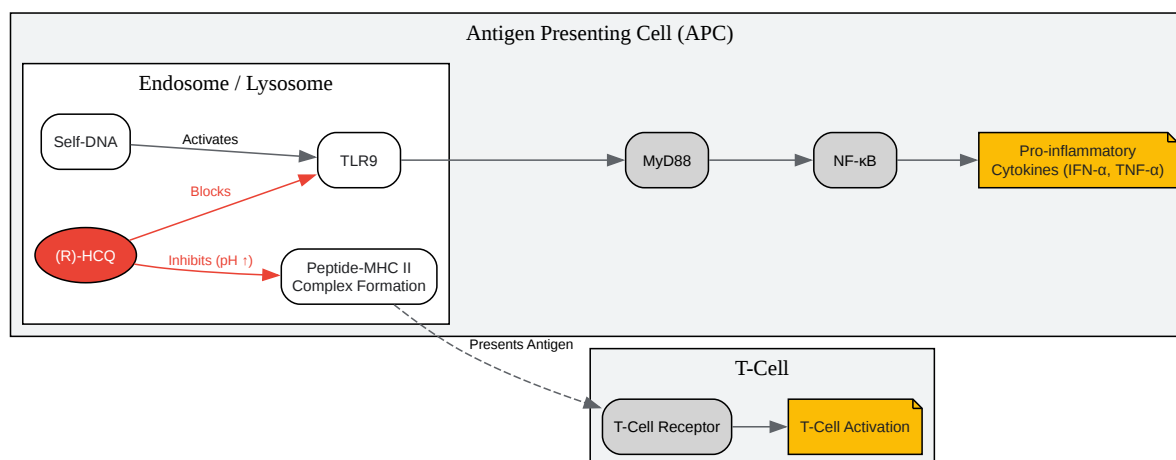 Antigen Presenting Cell (APC)
Endosome / Lysosome
Self-DNA
Activates
TLR9
MyD88
NF-κB
Pro-inflammatory
Cytokines (IFN-α, TNF-α)
Blocks
(R)-HCQ
Inhibits (pH ↑)
Peptide-MHC II
Complex Formation
Presents Antigen
T-Cell
T-Cell Receptor
T-Cell Activation